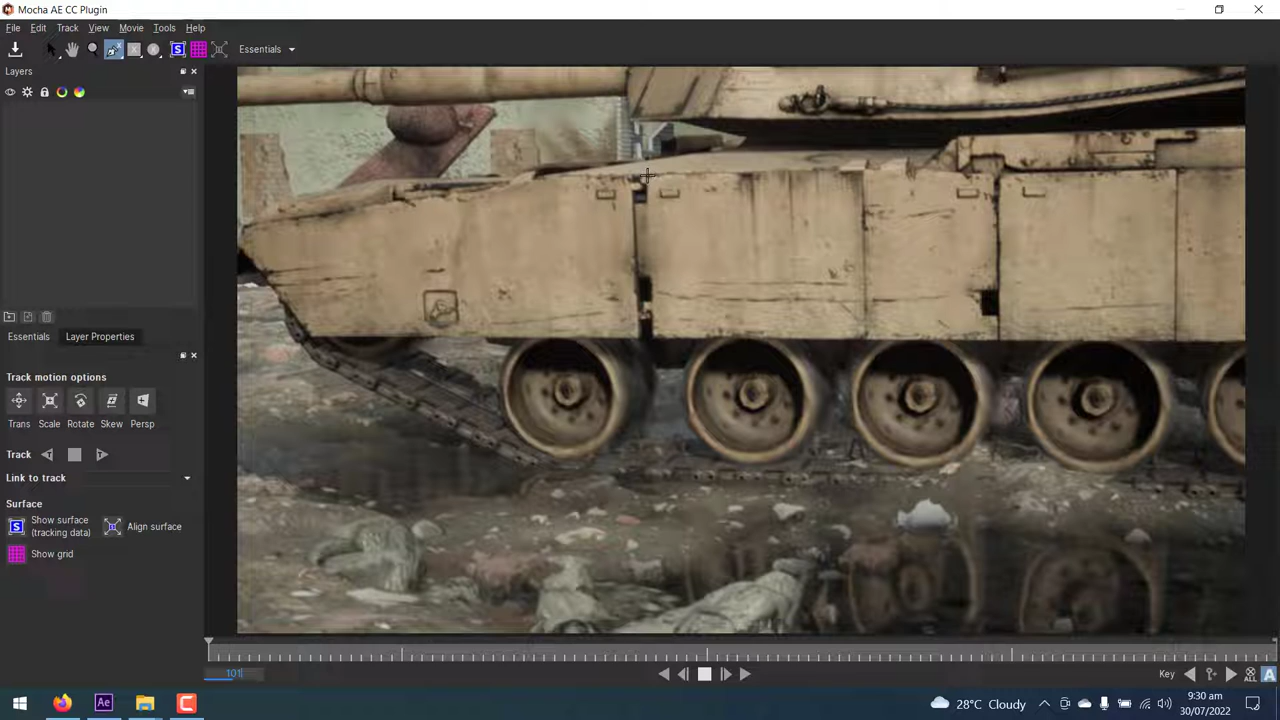 Mocha AE CC Plugin
File Edit Track View Movie Tools Help
Essentials
Layers
Essentials Layer Properties
Track motion options
Trans Scale Rotate Skew Persp
Track
Link to track
Surface
Show surface
(tracking data)
Align surface
Show grid
101
Key
ALL
A
28°C Cloudy
9:30 am
30/07/2022